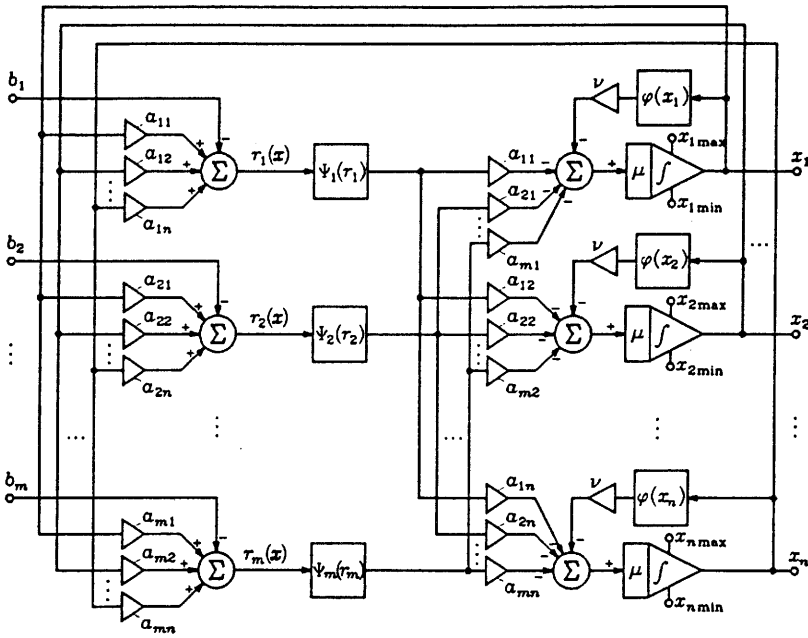 b₁
a₁₁
a₁₂
a₁ₙ
+ + + −
Σ
r₁(x)
Ψ₁(r₁)
a₁₁
a₂₁
aₘ₁
− − − −
Σ
ν
φ(x₁)
+
μ ∫
x₁max
x₁min
x₁
b₂
a₂₁
a₂₂
a₂ₙ
+ + + −
Σ
r₂(x)
Ψ₂(r₂)
a₁₂
a₂₂
aₘ₂
− − − −
Σ
ν
φ(x₂)
+
μ ∫
x₂max
x₂min
x₂
bₘ
aₘ₁
aₘ₂
aₘₙ
+ + + −
Σ
rₘ(x)
Ψₘ(rₘ)
a₁ₙ
a₂ₙ
aₘₙ
− − − −
Σ
ν
φ(xₙ)
+
μ ∫
xₙmax
xₙmin
xₙ